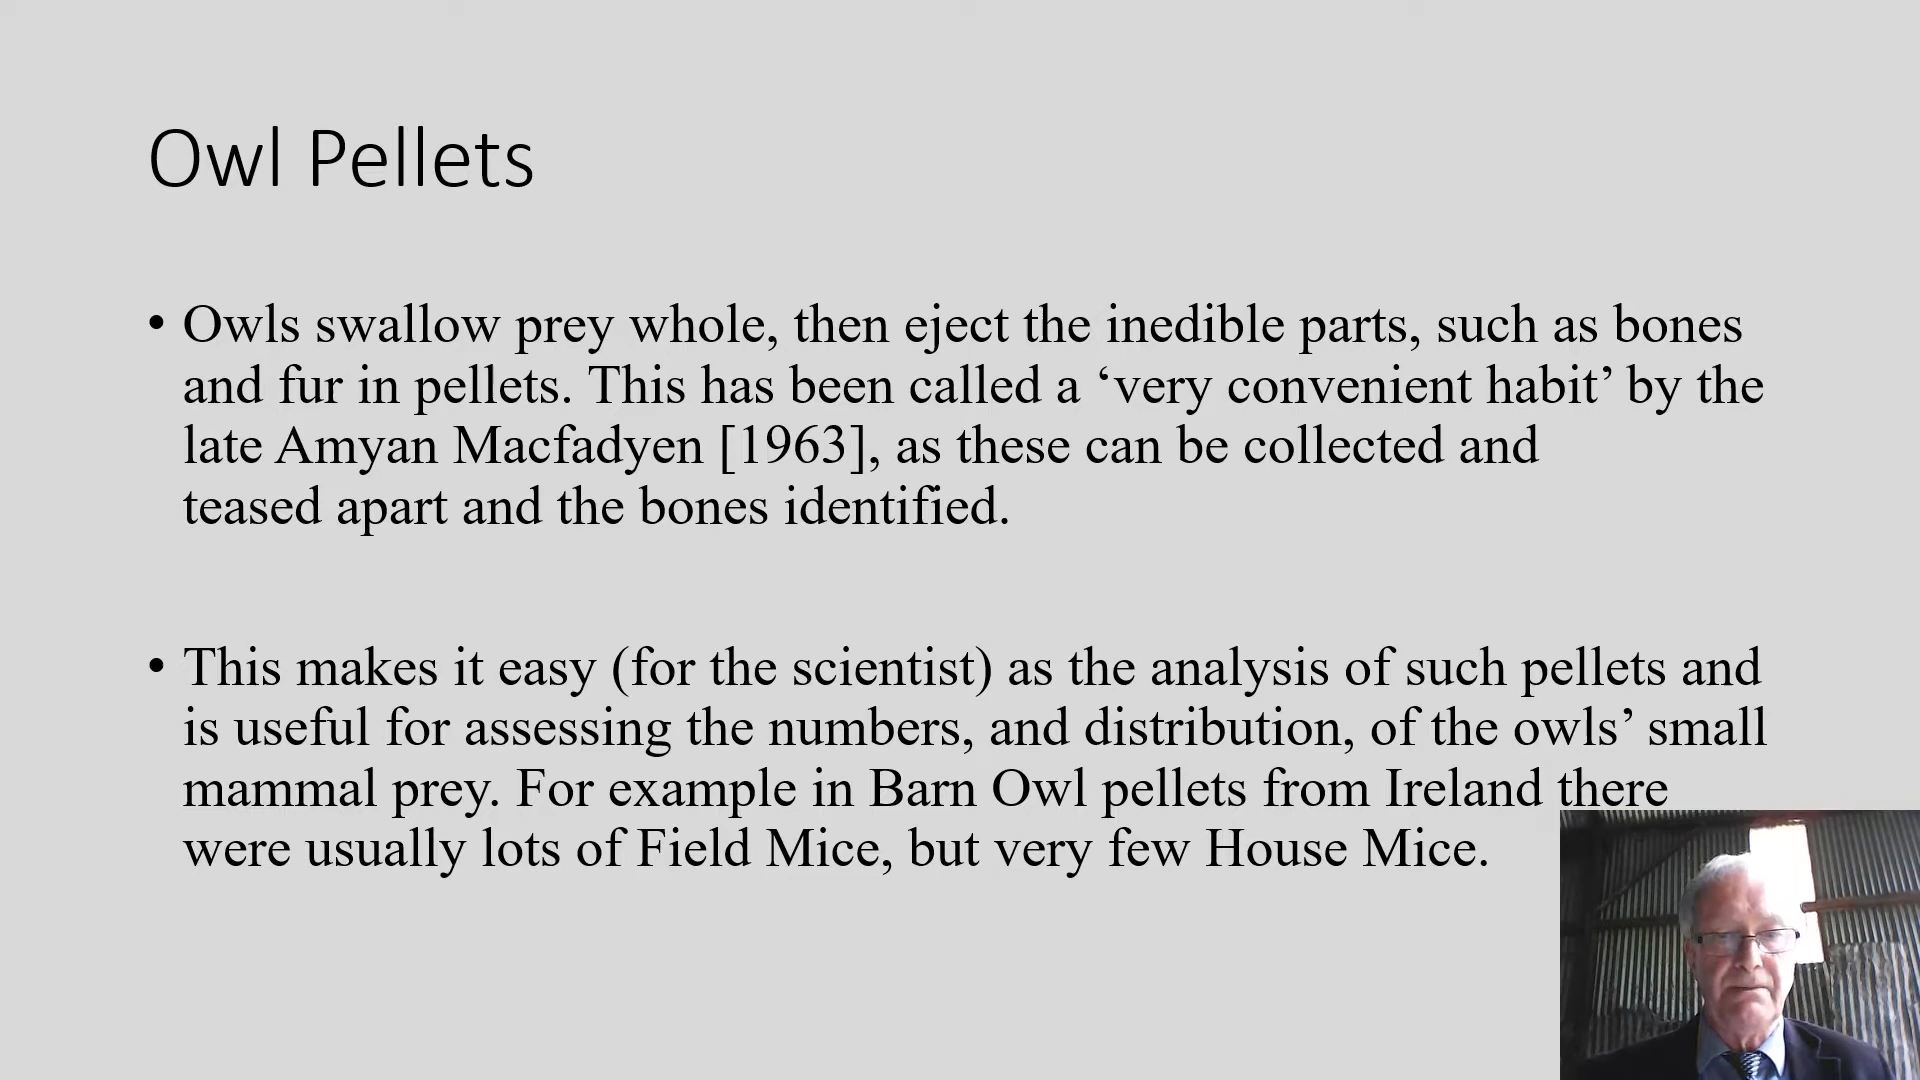 Owl Pellets
• Owls swallow prey whole, then eject the inedible parts, such as bones
and fur in pellets. This has been called a ‘very convenient habit’ by the
late Amyan Macfadyen [1963], as these can be collected and
teased apart and the bones identified.
• This makes it easy (for the scientist) as the analysis of such pellets and
is useful for assessing the numbers, and distribution, of the owls’ small
mammal prey. For example in Barn Owl pellets from Ireland there
were usually lots of Field Mice, but very few House Mice.